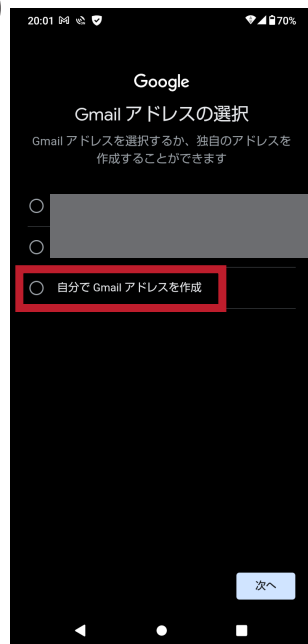 20:01 70%
Google
Gmail アドレスの選択
Gmail アドレスを選択するか、独自のアドレスを
作成することができます
自分で Gmail アドレスを作成
次へ